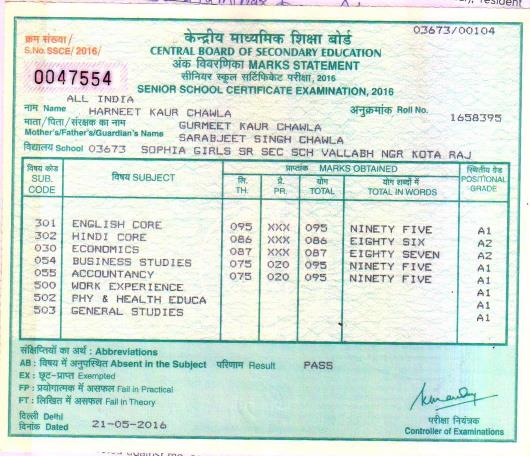 03673/00104
क्रम संख्या/
S.No. SSCE/2016/
0047554
केन्द्रीय माध्यमिक शिक्षा बोर्ड
CENTRAL BOARD OF SECONDARY EDUCATION
अंक विवरणिका MARKS STATEMENT
सीनियर स्कूल सर्टिफिकेट परीक्षा, 2016
SENIOR SCHOOL CERTIFICATE EXAMINATION, 2016
ALL INDIA
नाम Name HARNEET KAUR CHAWLA अनुक्रमांक Roll No. 1658395
माता/पिता/संरक्षक का नाम GURMEET KAUR CHAWLA
Mother's/Father's/Guardian's Name SARABJEET SINGH CHAWLA
विद्यालय School 03673 SOPHIA GIRLS SR SEC SCH VALLABH NGR KOTA RAJ
विषय कोड SUB. CODE विषय SUBJECT प्राप्तांक MARKS OBTAINED स्थितीय ग्रेड POSITIONAL GRADE
लि. TH. प्रै. PR. योग TOTAL योग शब्दों में TOTAL IN WORDS
301 ENGLISH CORE 095 XXX 095 NINETY FIVE A1
302 HINDI CORE 086 XXX 086 EIGHTY SIX A2
030 ECONOMICS 087 XXX 087 EIGHTY SEVEN A2
054 BUSINESS STUDIES 075 020 095 NINETY FIVE A1
055 ACCOUNTANCY 075 020 095 NINETY FIVE A1
500 WORK EXPERIENCE A1
502 PHY & HEALTH EDUCA A1
503 GENERAL STUDIES A1
संक्षिप्तियों का अर्थ : Abbreviations
AB : विषय में अनुपस्थित Absent in the Subject परिणाम Result PASS
EX : छूट-प्राप्त Exempted
FP : प्रयोगात्मक में असफल Fail in Practical
FT : लिखित में असफल Fail in Theory
दिल्ली Delhi
दिनांक Dated 21-05-2016
परीक्षा नियंत्रक
Controller of Examinations